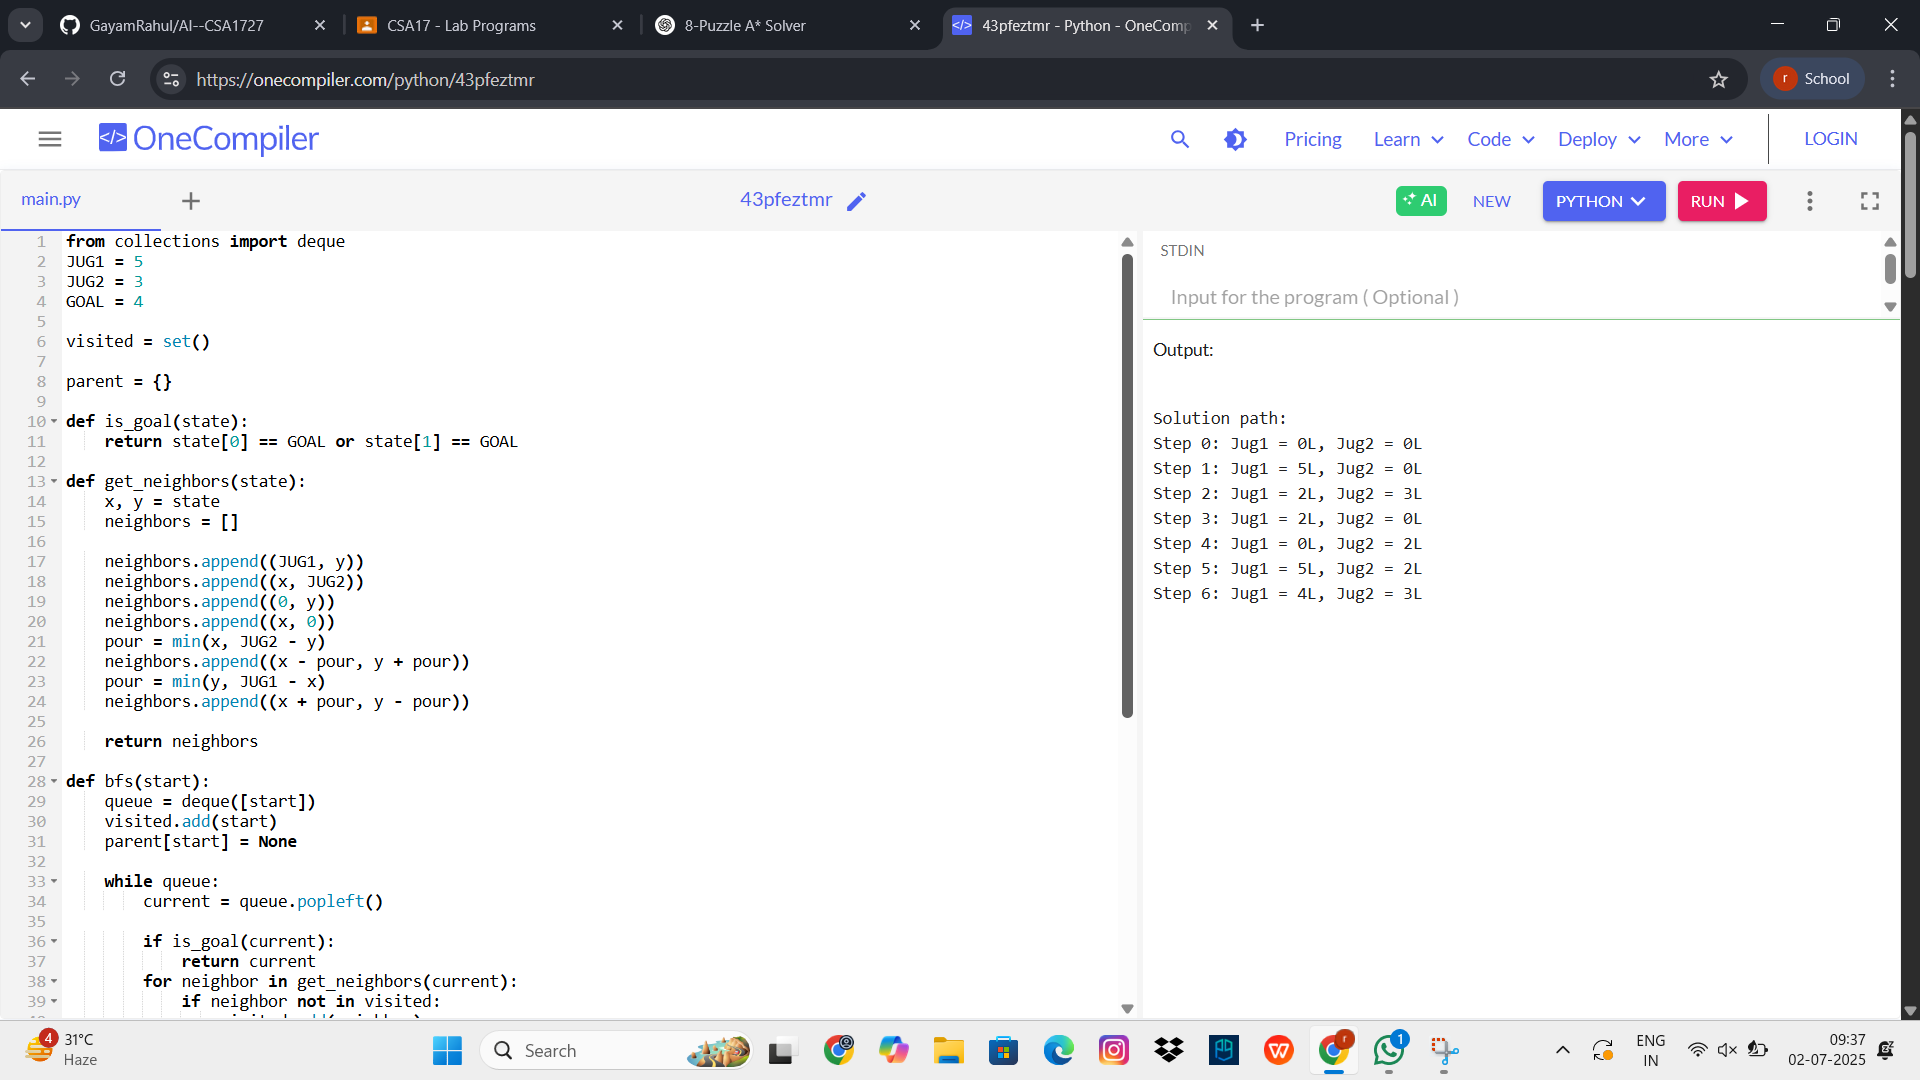 GayamRahul/AI--CSA1727
CSA17 - Lab Programs
8-Puzzle A* Solver
43pfeztmr - Python - OneComp
https://onecompiler.com/python/43pfeztmr
r School
OneCompiler
Pricing
Learn
Code
Deploy
More
LOGIN
main.py
43pfeztmr
AI
NEW
PYTHON
RUN
1 from collections import deque
2 JUG1 = 5
3 JUG2 = 3
4 GOAL = 4
5
6 visited = set()
7
8 parent = {}
9
10 def is_goal(state):
11 return state[0] == GOAL or state[1] == GOAL
12
13 def get_neighbors(state):
14 x, y = state
15 neighbors = []
16
17 neighbors.append((JUG1, y))
18 neighbors.append((x, JUG2))
19 neighbors.append((0, y))
20 neighbors.append((x, 0))
21 pour = min(x, JUG2 - y)
22 neighbors.append((x - pour, y + pour))
23 pour = min(y, JUG1 - x)
24 neighbors.append((x + pour, y - pour))
25
26 return neighbors
27
28 def bfs(start):
29 queue = deque([start])
30 visited.add(start)
31 parent[start] = None
32
33 while queue:
34 current = queue.popleft()
35
36 if is_goal(current):
37 return current
38 for neighbor in get_neighbors(current):
39 if neighbor not in visited:
STDIN
Input for the program ( Optional )
Output:
Solution path:
Step 0: Jug1 = 0L, Jug2 = 0L
Step 1: Jug1 = 5L, Jug2 = 0L
Step 2: Jug1 = 2L, Jug2 = 3L
Step 3: Jug1 = 2L, Jug2 = 0L
Step 4: Jug1 = 0L, Jug2 = 2L
Step 5: Jug1 = 5L, Jug2 = 2L
Step 6: Jug1 = 4L, Jug2 = 3L
4
31°C
Haze
Search
r
1
ENG
IN
09:37
02-07-2025